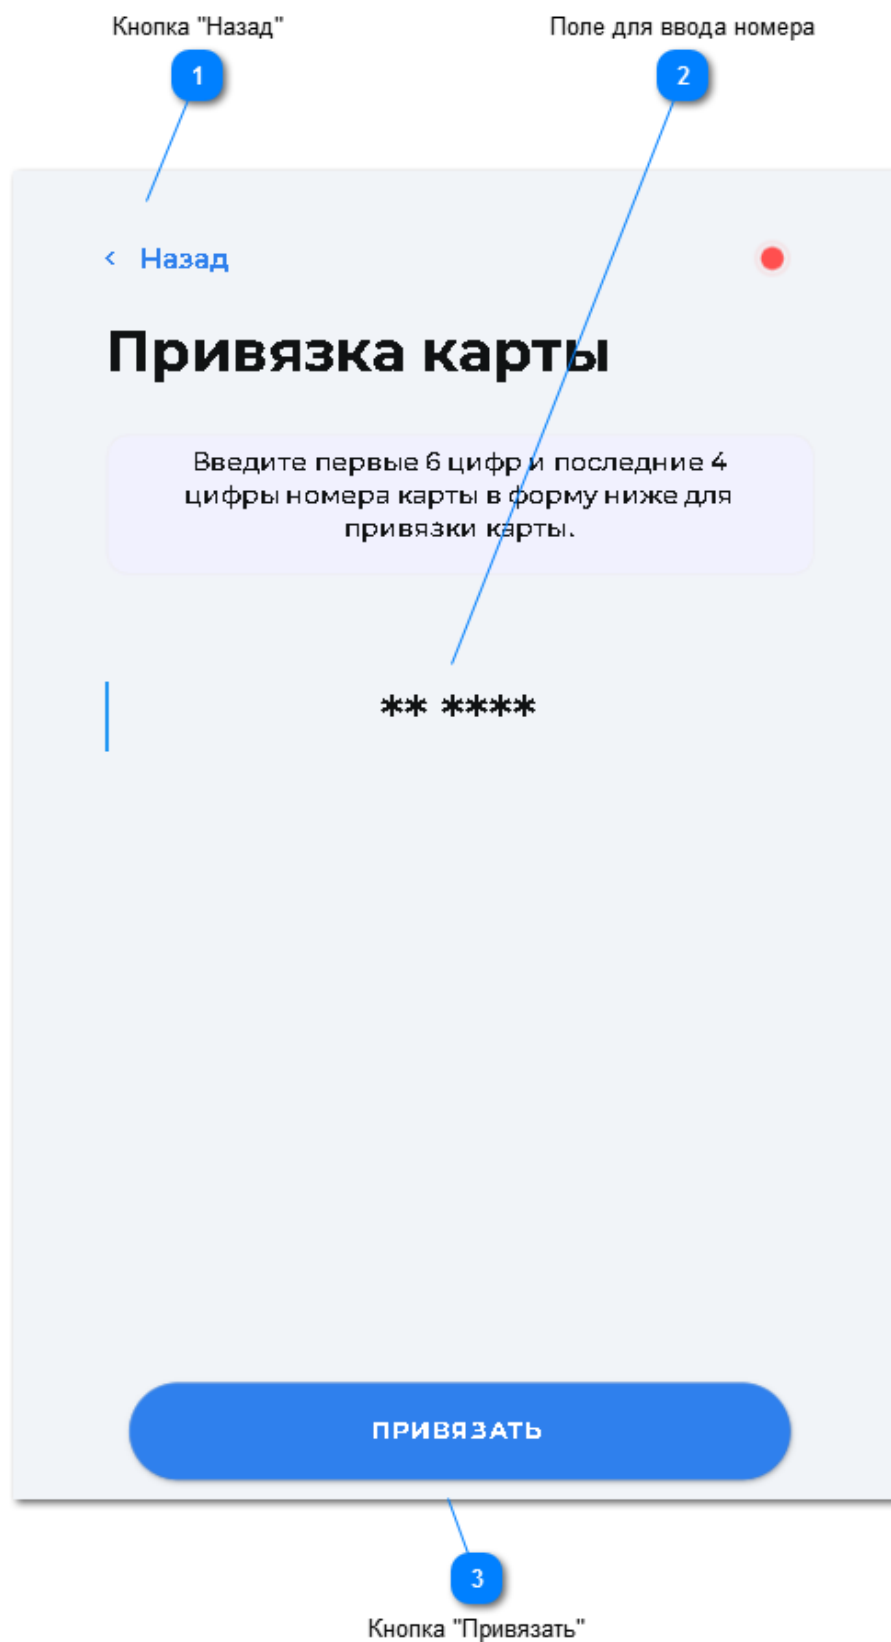 Кнопка "Назад"
Поле для ввода номера
1
2
< Назад
Привязка карты
Введите первые 6 цифр и последние 4
цифры номера карты в форму ниже для
привязки карты.
** ****
ПРИВЯЗАТЬ
3
Кнопка "Привязать"